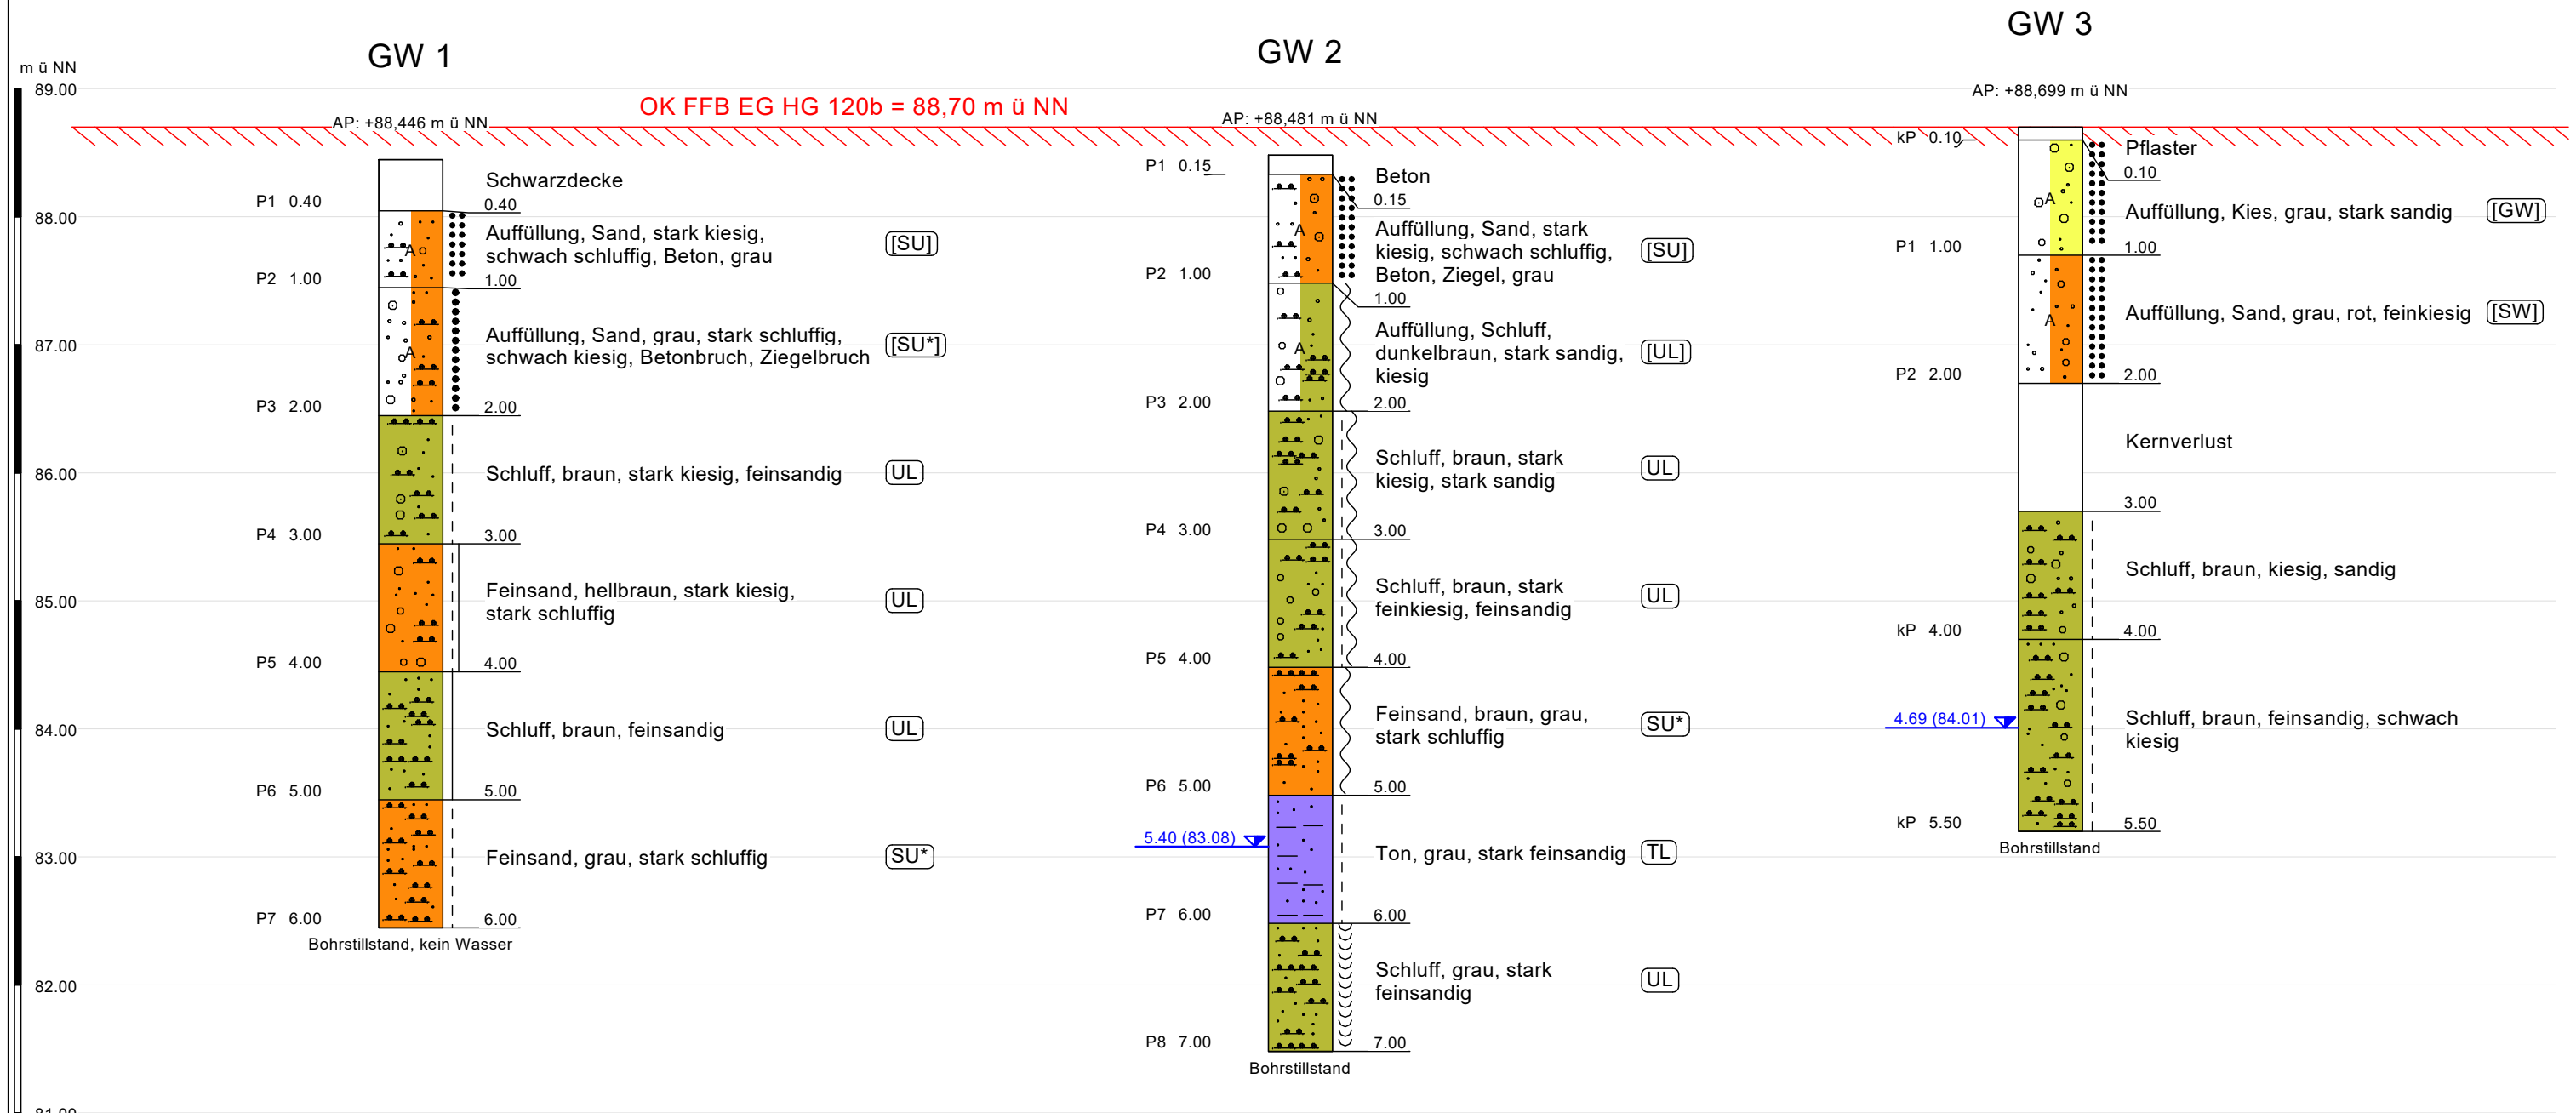 GW 1
GW 2
GW 3
m ü NN
89.00
88.00
87.00
86.00
85.00
84.00
83.00
82.00
81.00
OK FFB EG HG 120b = 88,70 m ü NN
AP: +88,446 m ü NN
P1 0.40
P2 1.00
P3 2.00
P4 3.00
P5 4.00
P6 5.00
P7 6.00
A
A
Schwarzdecke
0.40
Auffüllung, Sand, stark kiesig,
schwach schluffig, Beton, grau
[SU]
1.00
Auffüllung, Sand, grau, stark schluffig,
schwach kiesig, Betonbruch, Ziegelbruch
[SU*]
2.00
Schluff, braun, stark kiesig, feinsandig
UL
3.00
Feinsand, hellbraun, stark kiesig,
stark schluffig
UL
4.00
Schluff, braun, feinsandig
UL
5.00
Feinsand, grau, stark schluffig
SU*
6.00
Bohrstillstand, kein Wasser
AP: +88,481 m ü NN
P1 0.15
P2 1.00
P3 2.00
P4 3.00
P5 4.00
P6 5.00
5.40 (83.08)
P7 6.00
P8 7.00
A
A
Beton
0.15
Auffüllung, Sand, stark
kiesig, schwach schluffig,
Beton, Ziegel, grau
[SU]
1.00
Auffüllung, Schluff,
dunkelbraun, stark sandig,
kiesig
[UL]
2.00
Schluff, braun, stark
kiesig, stark sandig
UL
3.00
Schluff, braun, stark
feinkiesig, feinsandig
UL
4.00
Feinsand, braun, grau,
stark schluffig
SU*
5.00
Ton, grau, stark feinsandig
TL
6.00
Schluff, grau, stark
feinsandig
UL
7.00
Bohrstillstand
AP: +88,699 m ü NN
kP 0.10
P1 1.00
P2 2.00
kP 4.00
4.69 (84.01)
kP 5.50
A
A
Pflaster
0.10
Auffüllung, Kies, grau, stark sandig
[GW]
1.00
Auffüllung, Sand, grau, rot, feinkiesig
[SW]
2.00
Kernverlust
3.00
Schluff, braun, kiesig, sandig
4.00
Schluff, braun, feinsandig, schwach
kiesig
5.50
Bohrstillstand